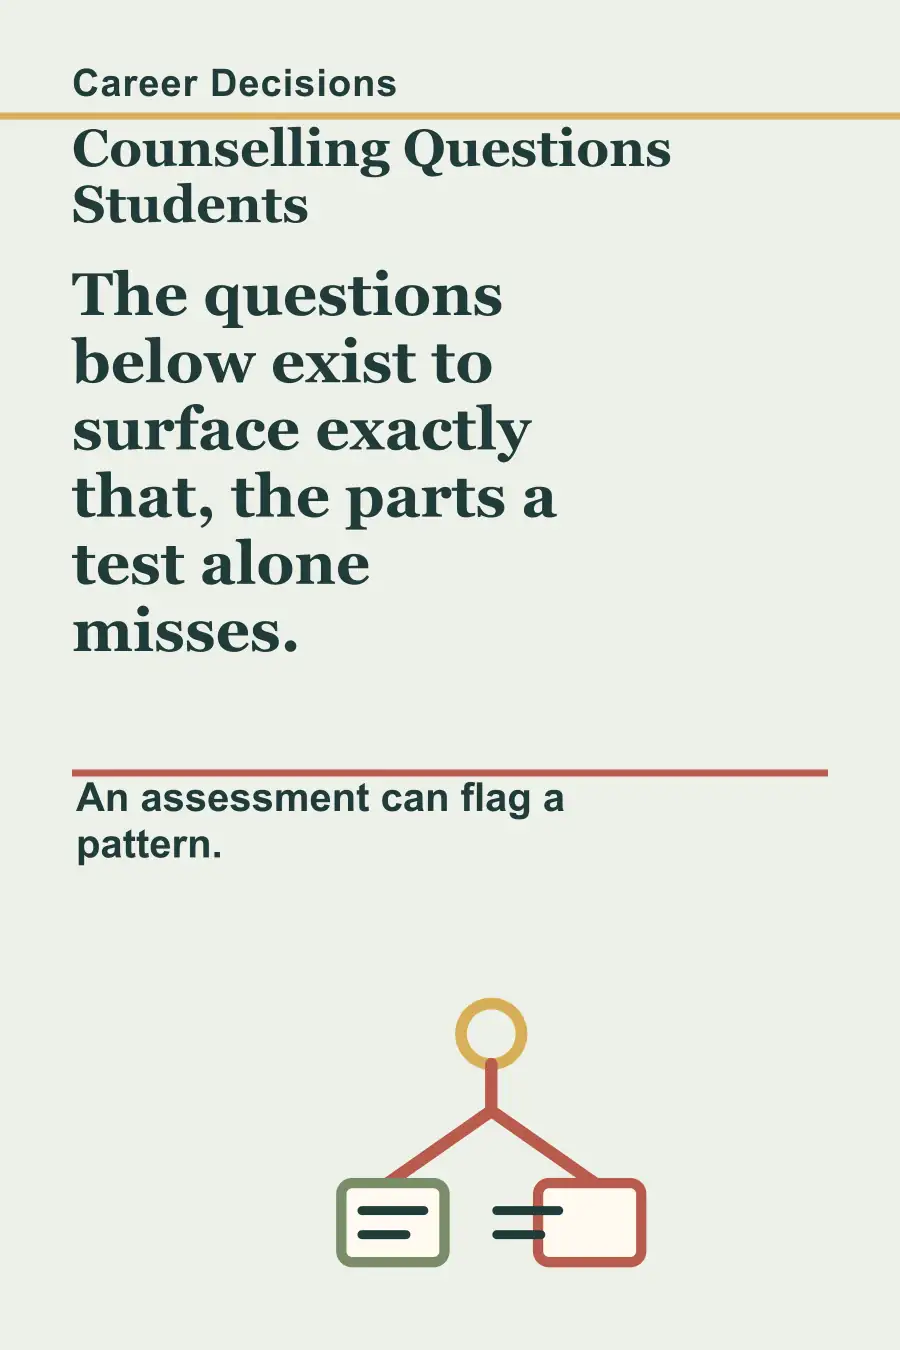 Career Decisions
Counselling Questions
Students
The questions
below exist to
surface exactly
that, the parts a
test alone
misses.
An assessment can flag a
pattern.